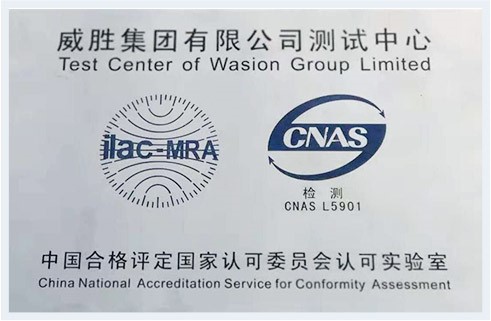 威胜集团有限公司测试中心
Test Center of Wasion Group Limited
ilac-MRA
CNAS
检测
CNAS L5901
中国合格评定国家认可委员会认可实验室
China National Accreditation Service for Conformity Assessment